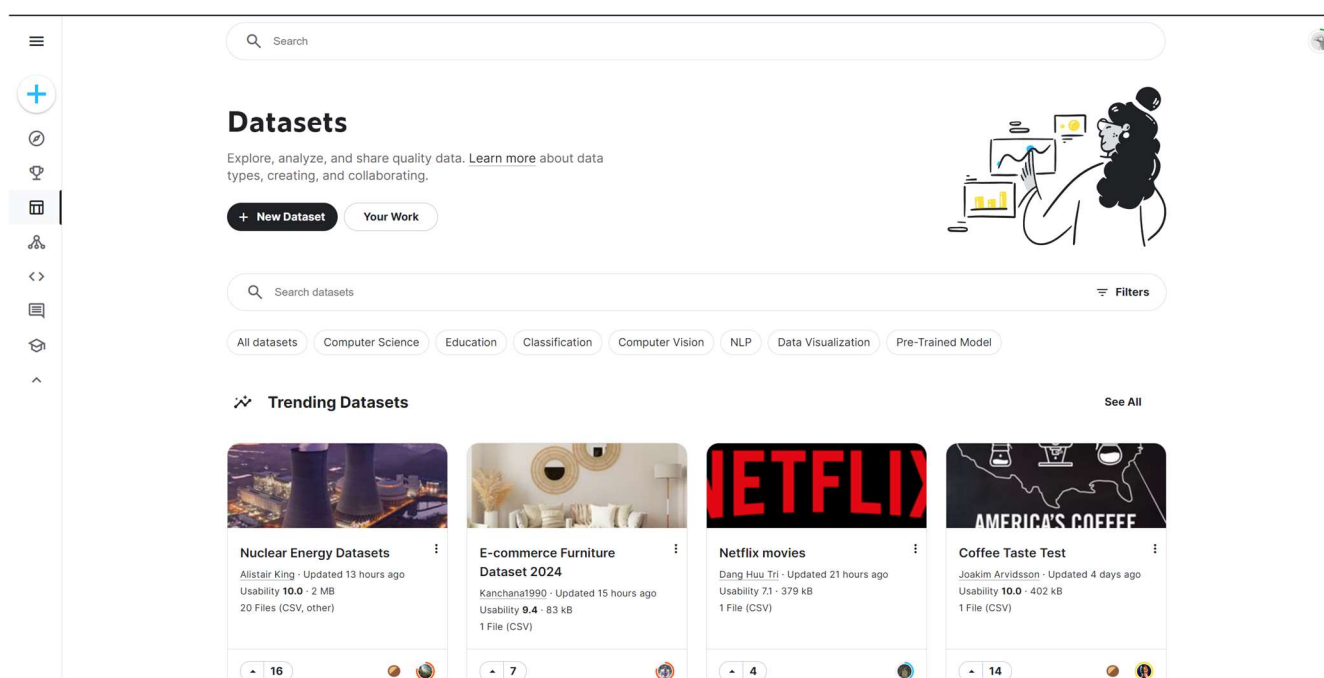 Search
Datasets
Explore, analyze, and share quality data. Learn more about data
types, creating, and collaborating.
+ New Dataset
Your Work
Search datasets
Filters
All datasets
Computer Science
Education
Classification
Computer Vision
NLP
Data Visualization
Pre-Trained Model
Trending Datasets
See All
Nuclear Energy Datasets
Alistair King · Updated 13 hours ago
Usability 10.0 · 2 MB
20 Files (CSV, other)
16
E-commerce Furniture
Dataset 2024
Kanchana1990 · Updated 15 hours ago
Usability 9.4 · 83 kB
1 File (CSV)
7
NETFLIX
Netflix movies
Dang Huu Tri · Updated 21 hours ago
Usability 7.1 · 379 kB
1 File (CSV)
4
AMERICA'S COFFEE
Coffee Taste Test
Joakim Arvidsson · Updated 4 days ago
Usability 10.0 · 402 kB
1 File (CSV)
14